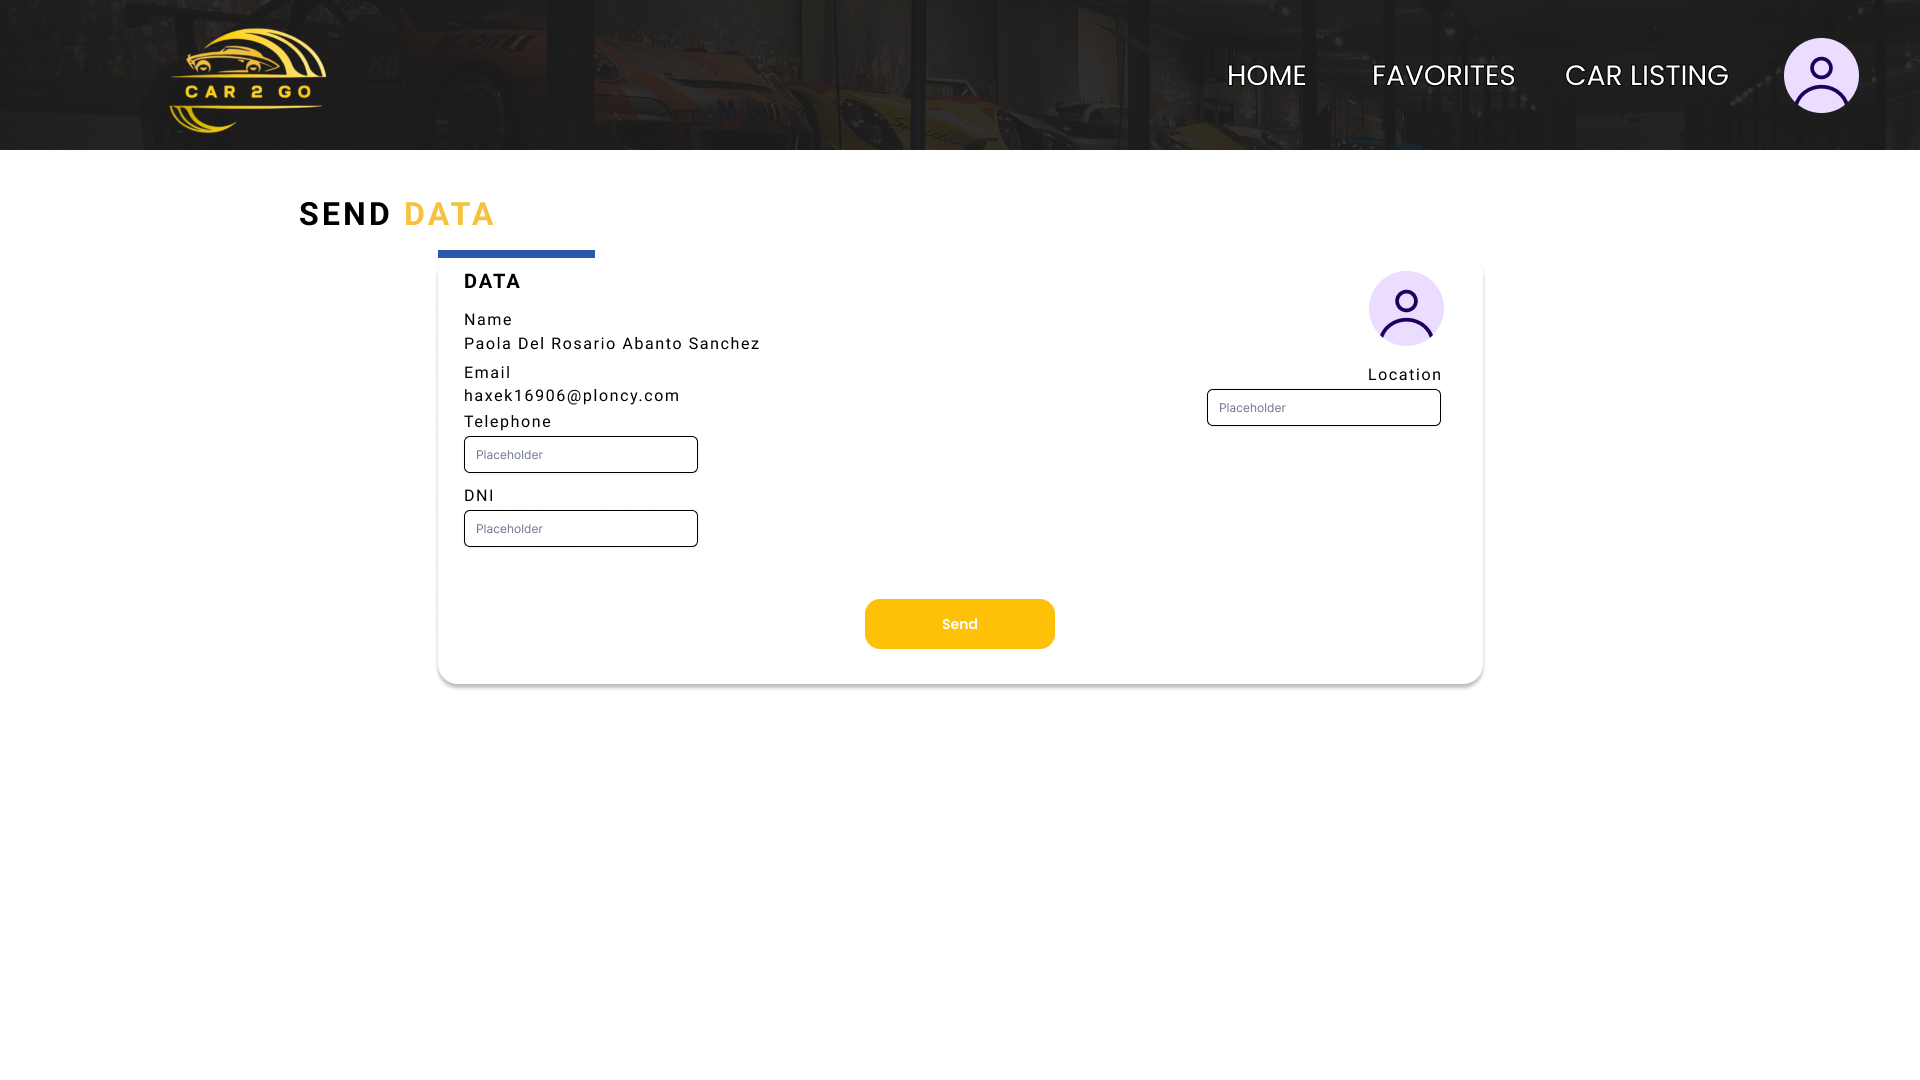 CAR 2 GO
HOME FAVORITES CAR LISTING
SEND DATA
DATA
Name
Paola Del Rosario Abanto Sanchez
Email
haxek16906@ploncy.com
Telephone
Placeholder
DNI
Placeholder
Location
Placeholder
Send